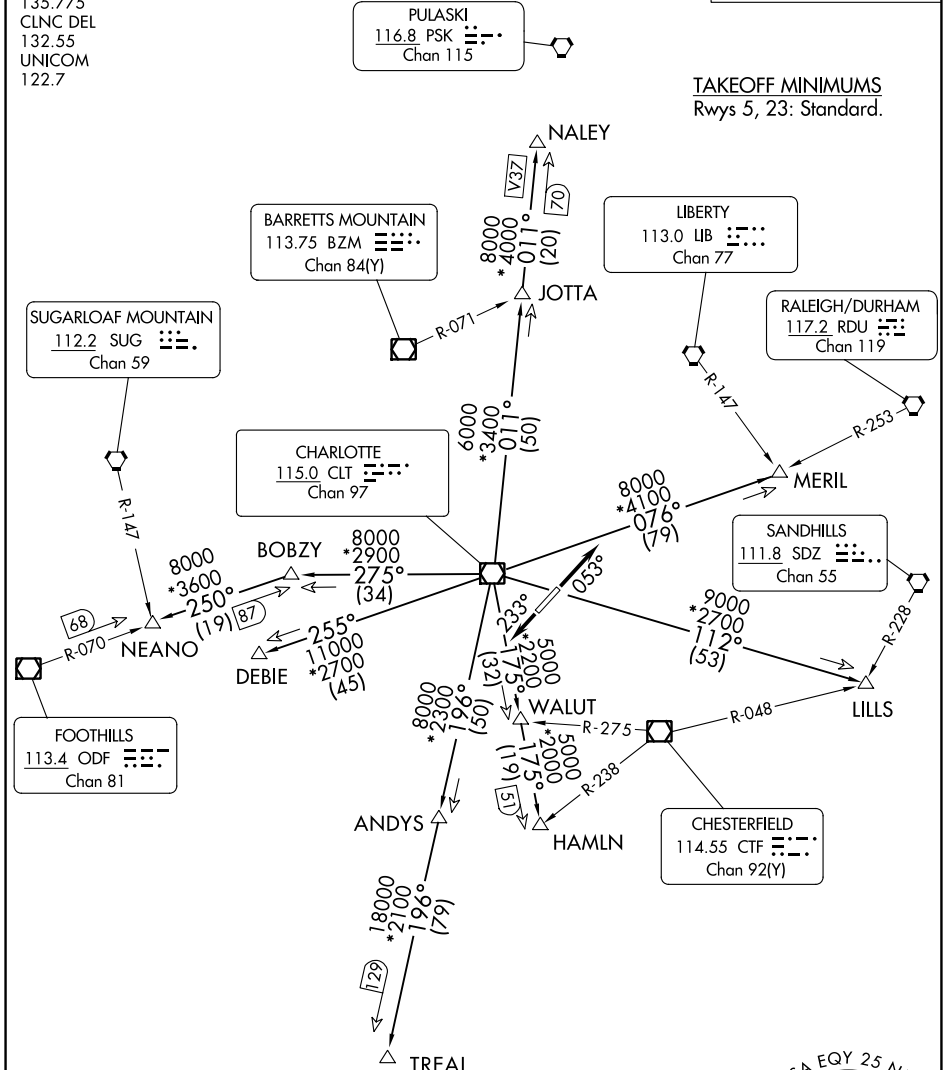 135.775
CLNC DEL
132.55
UNICOM
122.7
PULASKI
116.8 PSK
Chan 115
TAKEOFF MINIMUMS
Rwys 5, 23: Standard.
NALEY
V37
70
8000
*4000
011°
(20)
BARRETTS MOUNTAIN
113.75 BZM
Chan 84(Y)
LIBERTY
113.0 LIB
Chan 77
JOTTA
R-071
SUGARLOAF MOUNTAIN
112.2 SUG
Chan 59
RALEIGH/DURHAM
117.2 RDU
Chan 119
R-147
R-253
6000
*3400
011°
(50)
CHARLOTTE
115.0 CLT
Chan 97
MERIL
8000
*4100
076°
(79)
R-147
SANDHILLS
111.8 SDZ
Chan 55
BOBZY
8000
*2900
275°
(34)
053°
233°
8000
*3600
250°
(19)
87
9000
*2700
112°
(53)
R-228
68
R-070
NEANO
255°
11000
*2700
(45)
DEBIE
5000
*2200
175°
(32)
8000
*2300
196°
(50)
WALUT
LILLS
R-275
R-048
FOOTHILLS
113.4 ODF
Chan 81
5000
*2000
175°
(19)
R-238
51
ANDYS
HAMLN
CHESTERFIELD
114.55 CTF
Chan 92(Y)
18000
*2100
196°
(79)
129
TREAL
EQY 25